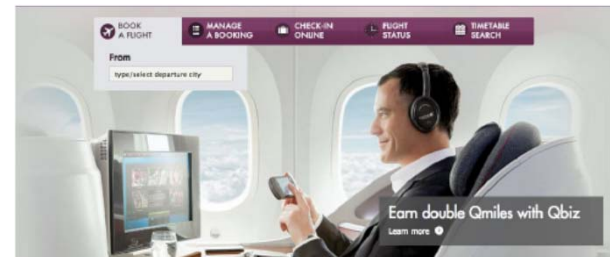 BOOK
A FLIGHT
MANAGE
A BOOKING
CHECK-IN
ONLINE
FLIGHT
STATUS
TIMETABLE
SEARCH
From
type/select departure city
Earn double Qmiles with Qbiz
Learn more